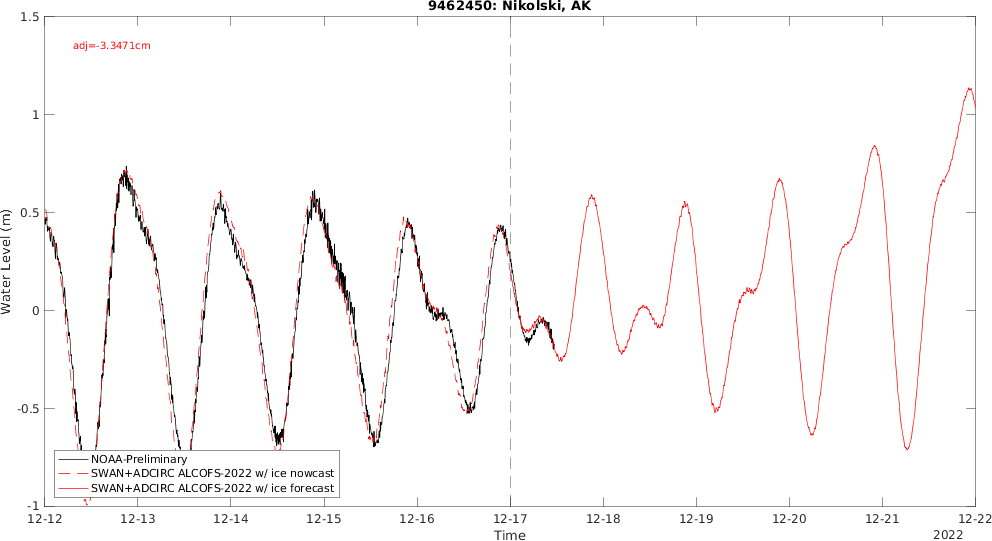 9462450: Nikolski, AK
adj=-3.3471cm
Water Level (m)
1.5
1
0.5
0
-0.5
-1
NOAA-Preliminary
SWAN+ADCIRC ALCOFS-2022 w/ ice nowcast
SWAN+ADCIRC ALCOFS-2022 w/ ice forecast
12-12 12-13 12-14 12-15 12-16 12-17 12-18 12-19 12-20 12-21 12-22
Time
2022